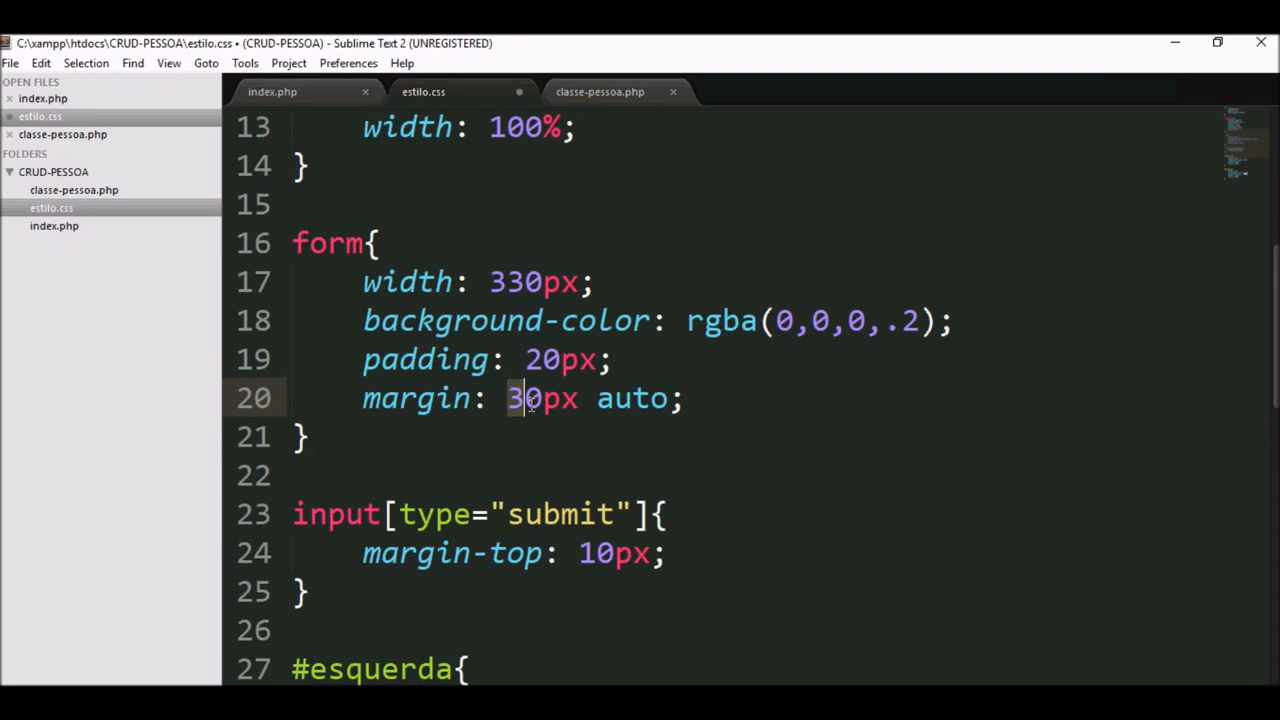 C:\xampp\htdocs\CRUD-PESSOA\estilo.css • (CRUD-PESSOA) - Sublime Text 2 (UNREGISTERED)
File Edit Selection Find View Goto Tools Project Preferences Help
OPEN FILES
index.php
estilo.css
classe-pessoa.php
FOLDERS
CRUD-PESSOA
classe-pessoa.php
estilo.css
index.php
index.php estilo.css classe-pessoa.php
13 width: 100%;
14 }
15
16 form{
17 width: 330px;
18 background-color: rgba(0,0,0,.2);
19 padding: 20px;
20 margin: 30px auto;
21 }
22
23 input[type="submit"]{
24 margin-top: 10px;
25 }
26
27 #esquerda{